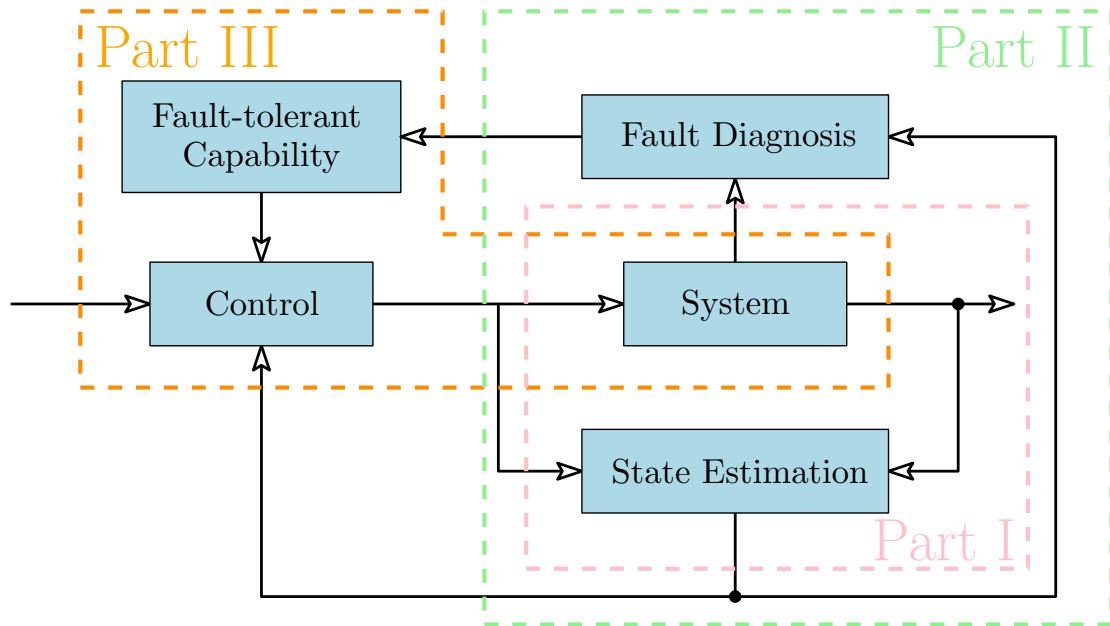 Part III
Part II
Fault-tolerant
Capability
Fault Diagnosis
Control
System
State Estimation
Part I